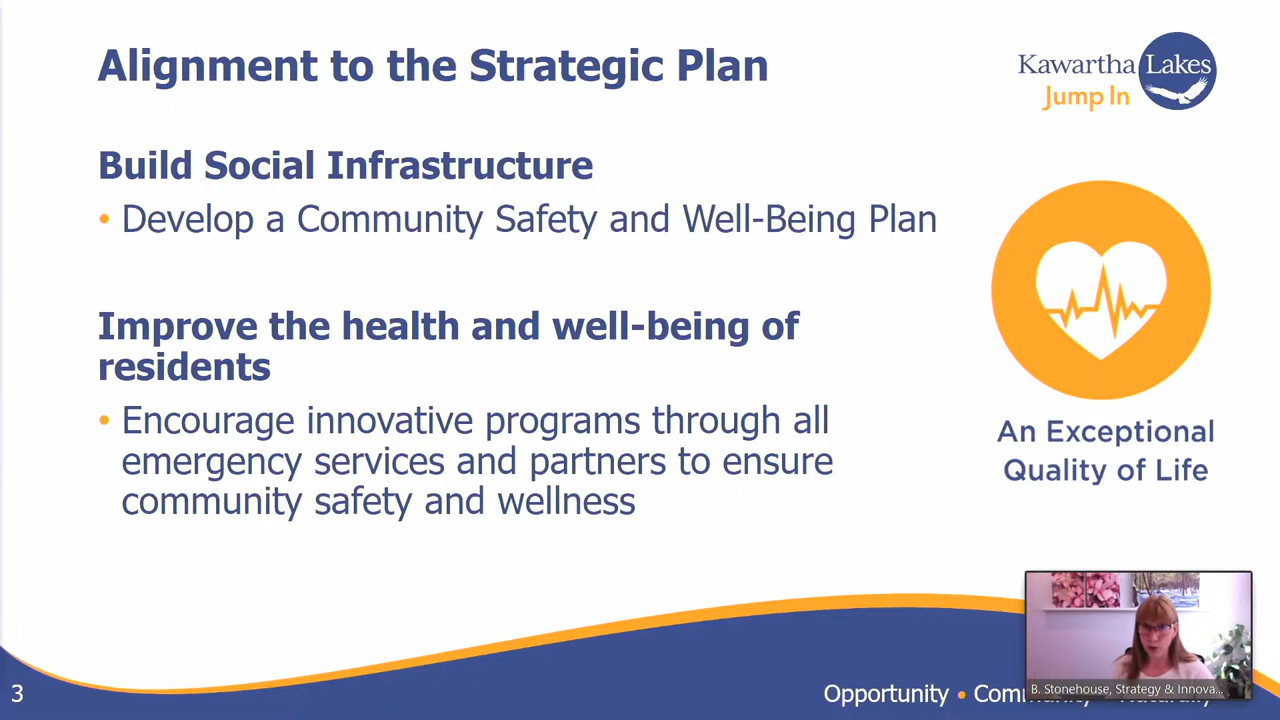 Alignment to the Strategic Plan
Kawartha Lakes
Jump In
Build Social Infrastructure
• Develop a Community Safety and Well-Being Plan
Improve the health and well-being of
residents
• Encourage innovative programs through all
emergency services and partners to ensure
community safety and wellness
An Exceptional
Quality of Life
B. Stonehouse, Strategy & Innova...
3
Opportunity • Community